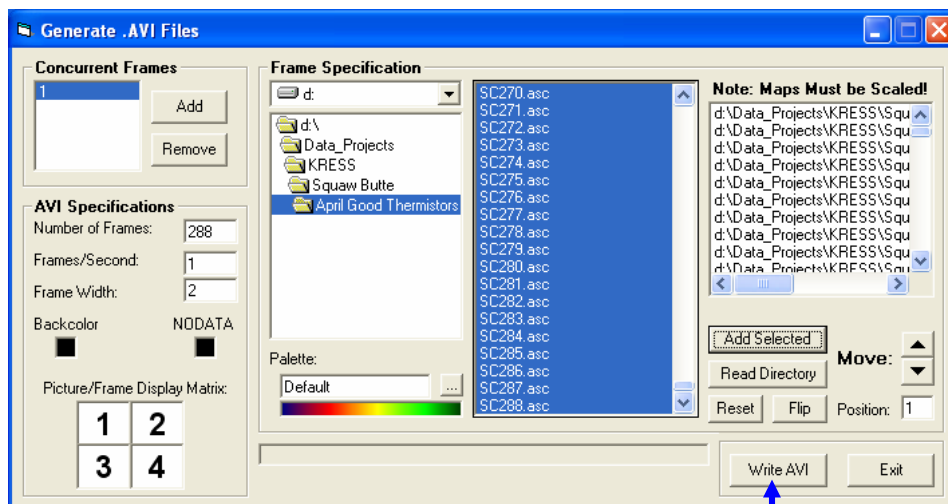 Generate .AVI Files
Concurrent Frames
1
Add
Remove
AVI Specifications
Number of Frames: 288
Frames/Second: 1
Frame Width: 2
Backcolor NODATA
Picture/Frame Display Matrix:
1 2
3 4
Frame Specification
d:
d:\
Data_Projects
KRESS
Squaw Butte
April Good Thermistors
Palette:
Default ...
SC270.asc
SC271.asc
SC272.asc
SC273.asc
SC274.asc
SC275.asc
SC276.asc
SC277.asc
SC278.asc
SC279.asc
SC280.asc
SC281.asc
SC282.asc
SC283.asc
SC284.asc
SC285.asc
SC286.asc
SC287.asc
SC288.asc
Note: Maps Must be Scaled!
d:\Data_Projects\KRESS\Squ
d:\Data_Projects\KRESS\Squ
d:\Data_Projects\KRESS\Squ
d:\Data_Projects\KRESS\Squ
d:\Data_Projects\KRESS\Squ
d:\Data_Projects\KRESS\Squ
d:\Data_Projects\KRESS\Squ
d:\Data_Projects\KRESS\Squ
d:\Data_Projects\KRESS\Squ
d:\Data_Projects\KRESS\Squ
Add Selected
Read Directory
Move:
Reset Flip Position: 1
Write AVI Exit